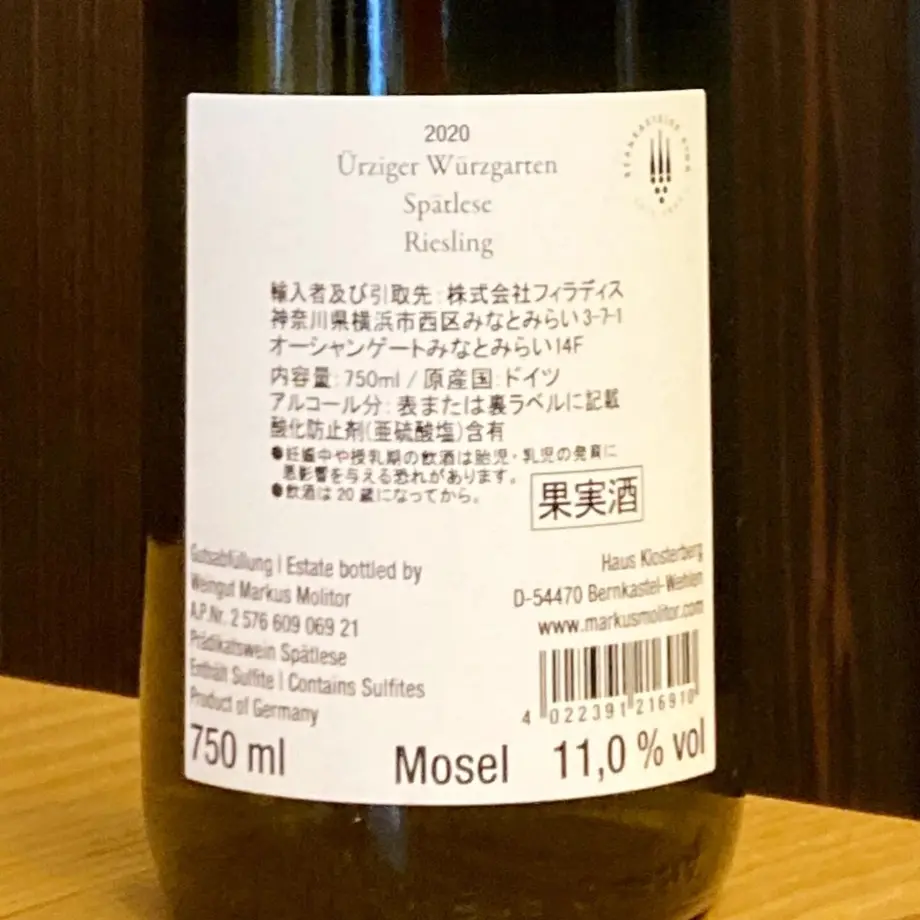 2020
Ürziger Würzgarten
Spätlese
Riesling
輸入者及び引取先:株式会社フィラディス
神奈川県横浜市西区みなとみらい3-7-1
オーシャンゲートみなとみらい14F
内容量:750ml / 原産国:ドイツ
アルコール分:表または裏ラベルに記載
酸化防止剤(亜硫酸塩)含有
●妊娠中や授乳期の飲酒は胎児・乳児の発育に
悪影響を与える恐れがあります。
●飲酒は20歳になってから。
果実酒
Gutsabfüllung | Estate bottled by
Weingut Markus Molitor
A.P.Nr. 2 576 609 069 21
Prädikatswein Spätlese
Enthält Sulfite | Contains Sulfites
Product of Germany
Haus Klosterberg
D-54470 Bernkastel-Wehlen
www.markusmolitor.com
4 022391 216910
750 ml
Mosel
11,0 % vol